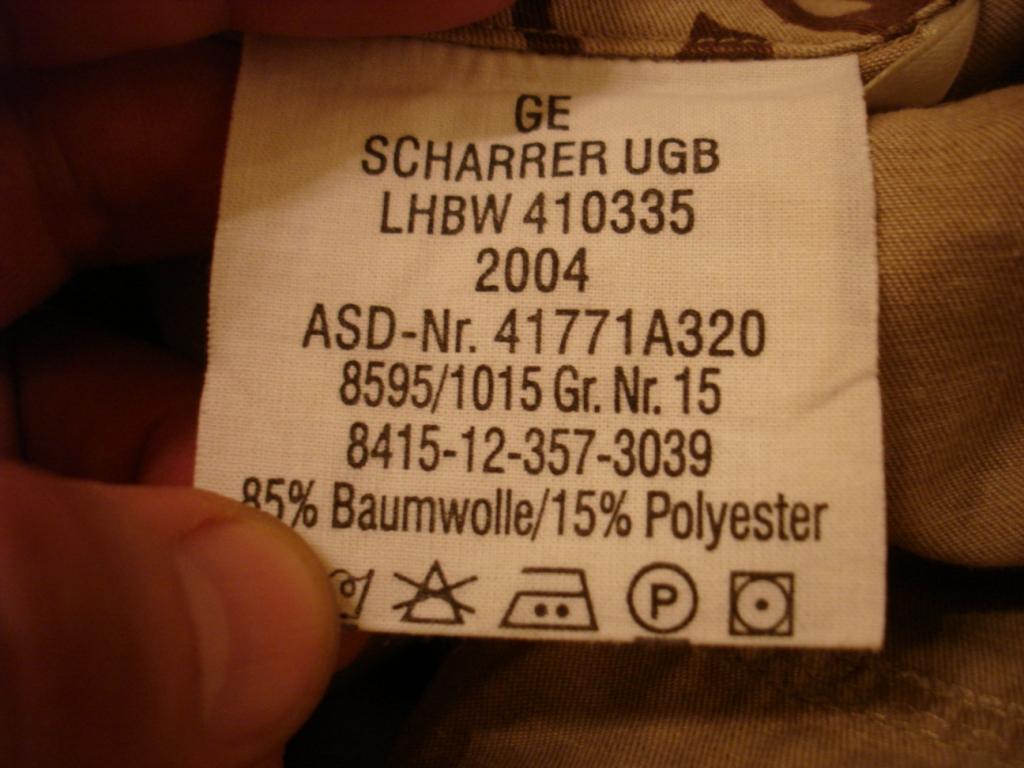 GE
SCHARRER UGB
LHBW 410335
2004
ASD-Nr. 41771A320
8595/1015 Gr. Nr. 15
8415-12-357-3039
85% Baumwolle/15% Polyester
P